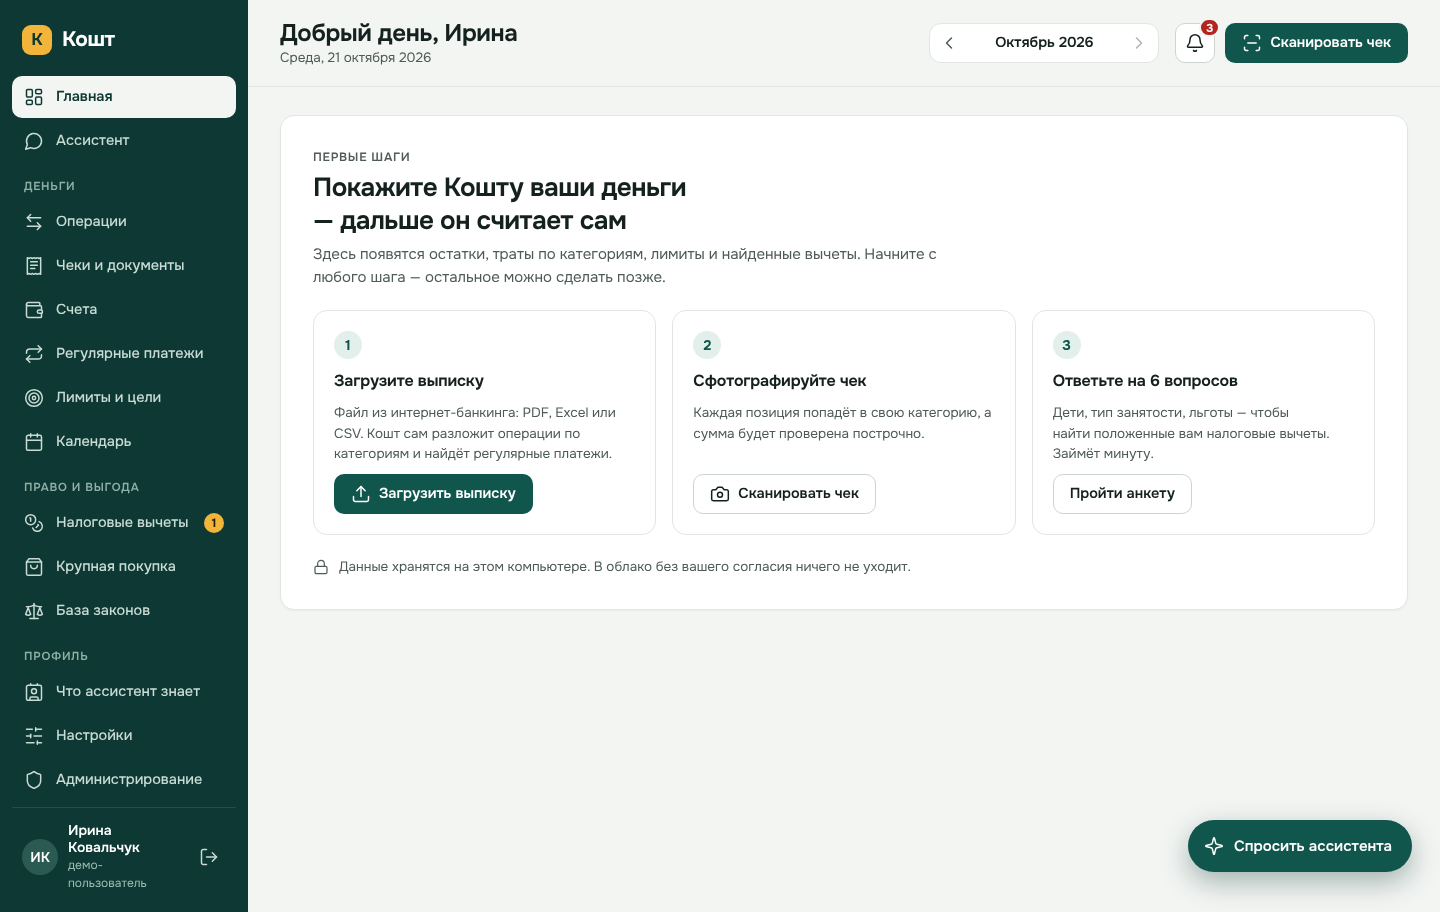 К Кошт
Главная
Ассистент
ДЕНЬГИ
Операции
Чеки и документы
Счета
Регулярные платежи
Лимиты и цели
Календарь
ПРАВО И ВЫГОДА
Налоговые вычеты 1
Крупная покупка
База законов
ПРОФИЛЬ
Что ассистент знает
Настройки
Администрирование
ИК
Ирина
Ковальчук
демо-
пользователь
Добрый день, Ирина
Среда, 21 октября 2026
Октябрь 2026
3
Сканировать чек
ПЕРВЫЕ ШАГИ
Покажите Кошту ваши деньги
— дальше он считает сам
Здесь появятся остатки, траты по категориям, лимиты и найденные вычеты. Начните с
любого шага — остальное можно сделать позже.
1
Загрузите выписку
Файл из интернет-банкинга: PDF, Excel или
CSV. Кошт сам разложит операции по
категориям и найдёт регулярные платежи.
Загрузить выписку
2
Сфотографируйте чек
Каждая позиция попадёт в свою категорию, а
сумма будет проверена построчно.
Сканировать чек
3
Ответьте на 6 вопросов
Дети, тип занятости, льготы — чтобы
найти положенные вам налоговые вычеты.
Займёт минуту.
Пройти анкету
Данные хранятся на этом компьютере. В облако без вашего согласия ничего не уходит.
Спросить ассистента